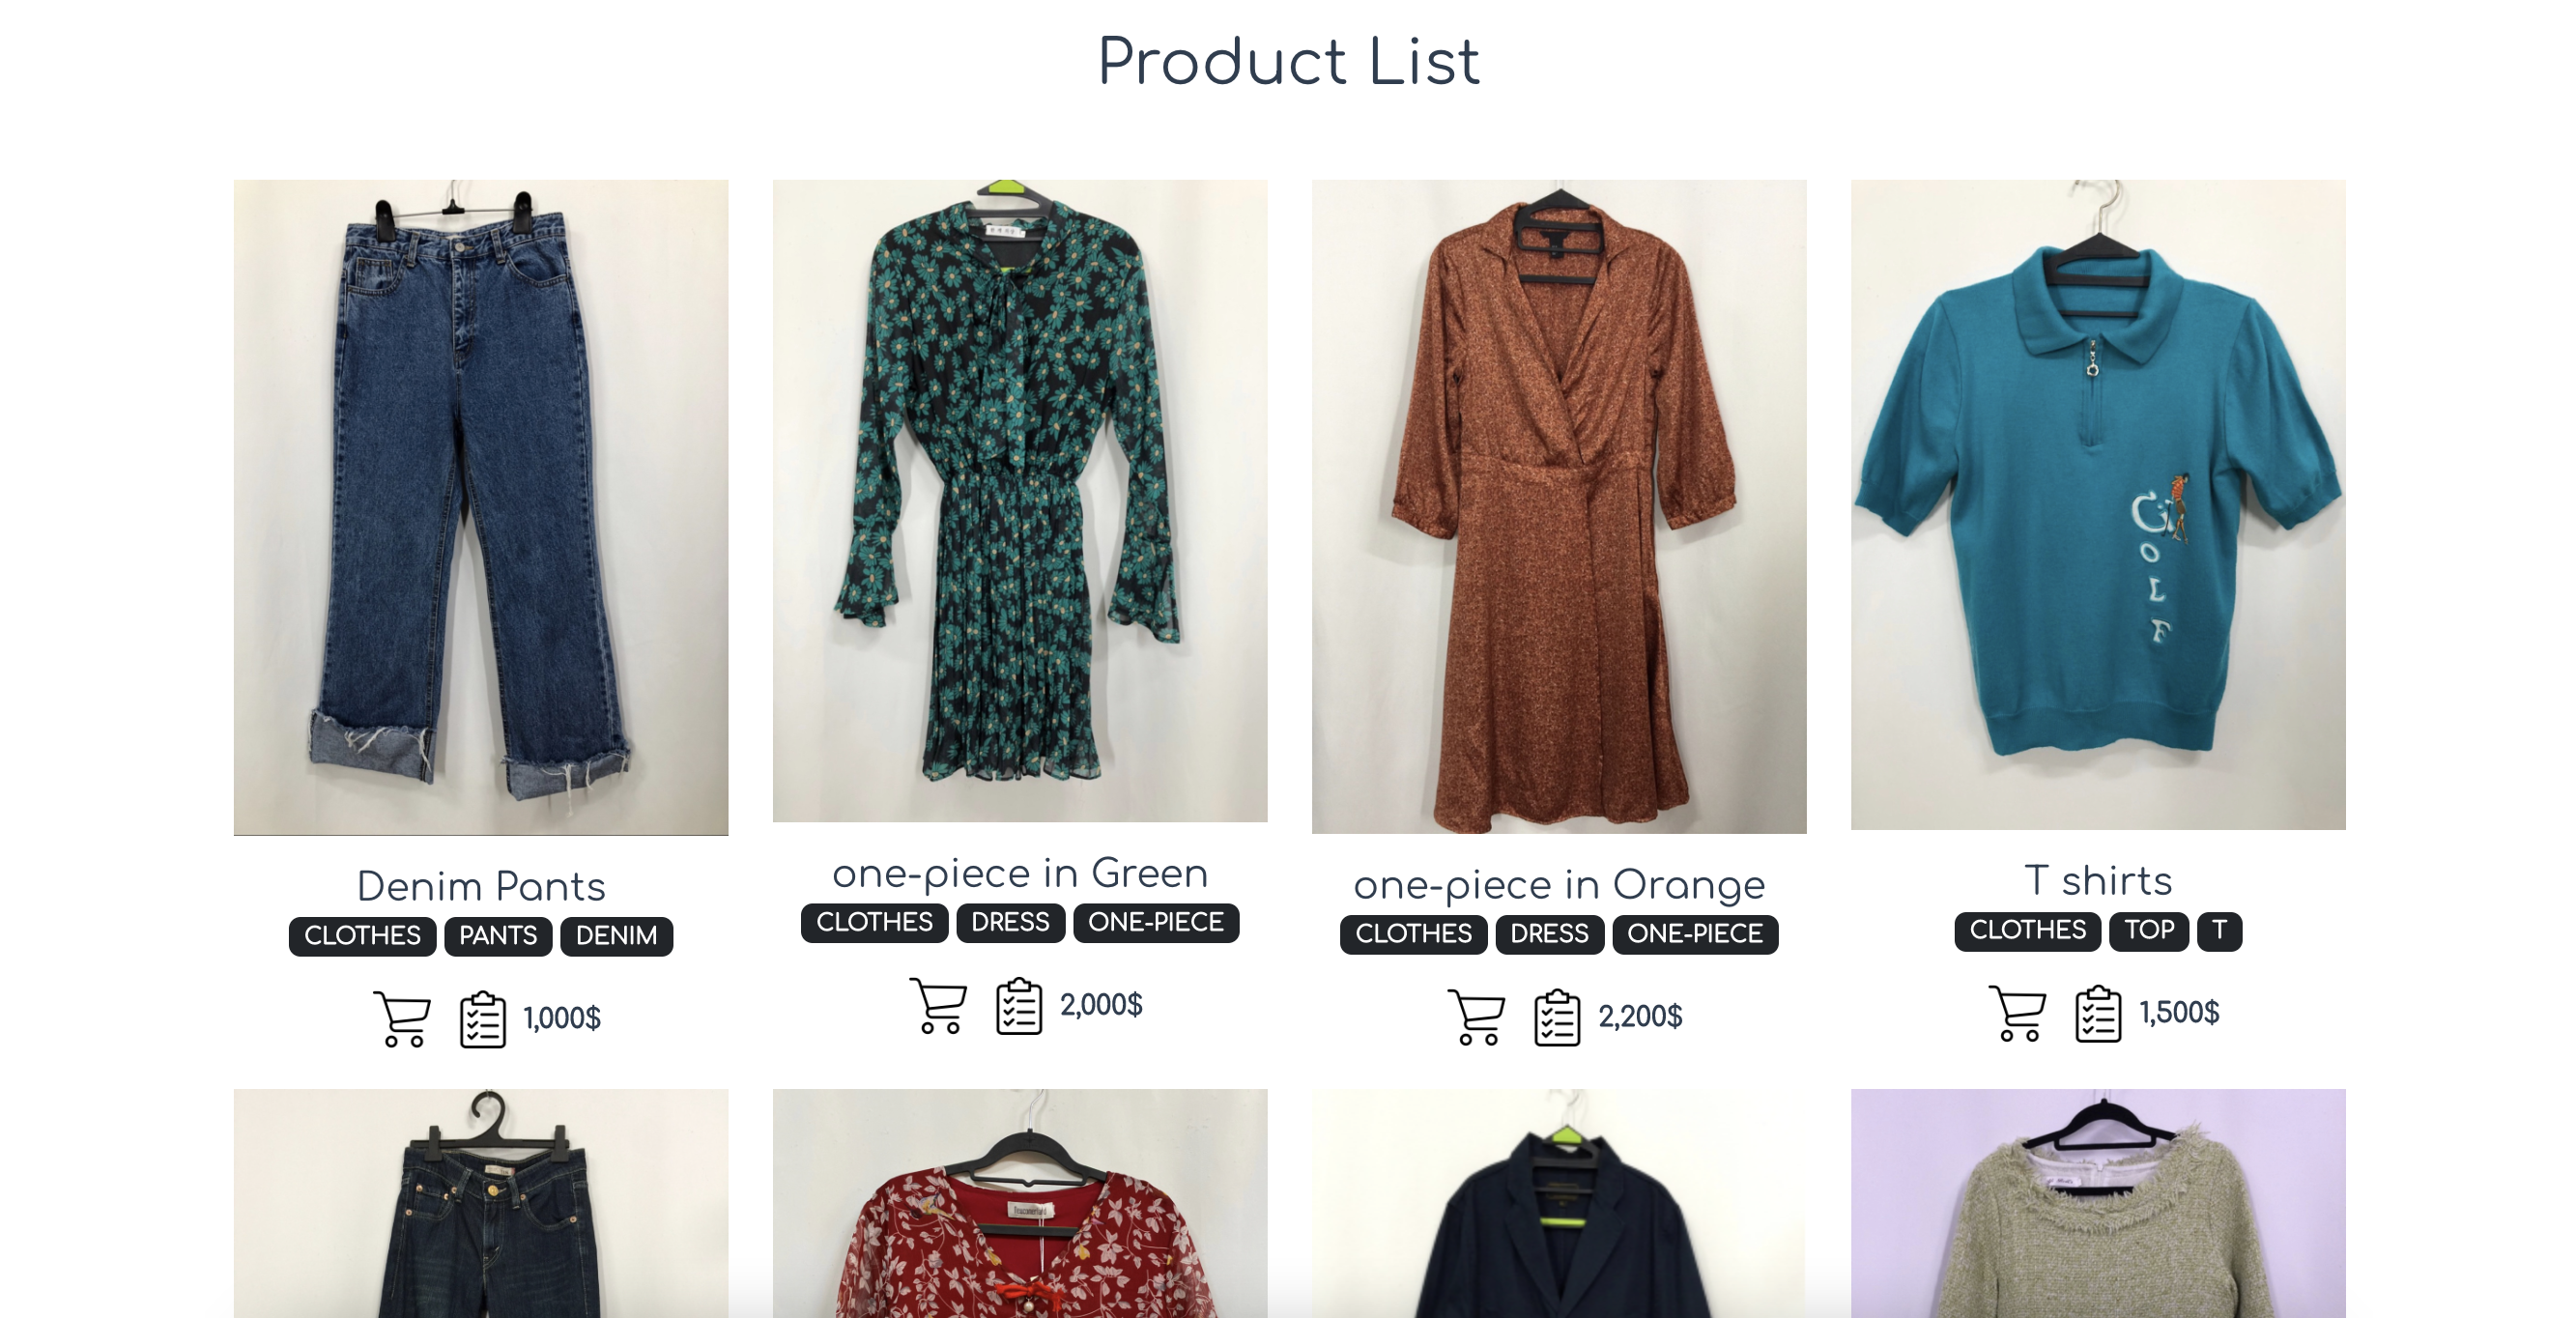 Product List
Denim Pants
CLOTHES PANTS DENIM
1,000$
one-piece in Green
CLOTHES DRESS ONE-PIECE
2,000$
one-piece in Orange
CLOTHES DRESS ONE-PIECE
2,200$
GOLF
T shirts
CLOTHES TOP T
1,500$